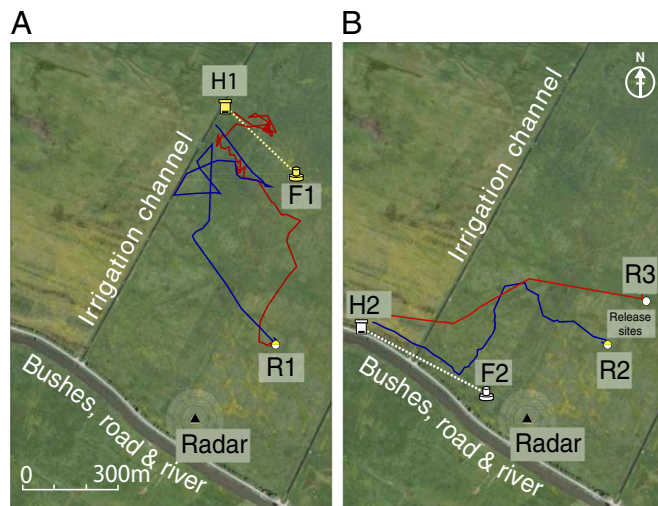 A
B
H1
N
Irrigation channel
Irrigation channel
F1
R3
Release
sites
H2
R1
R2
F2
Bushes, road & river
Bushes, road & river
Radar
Radar
0 300m